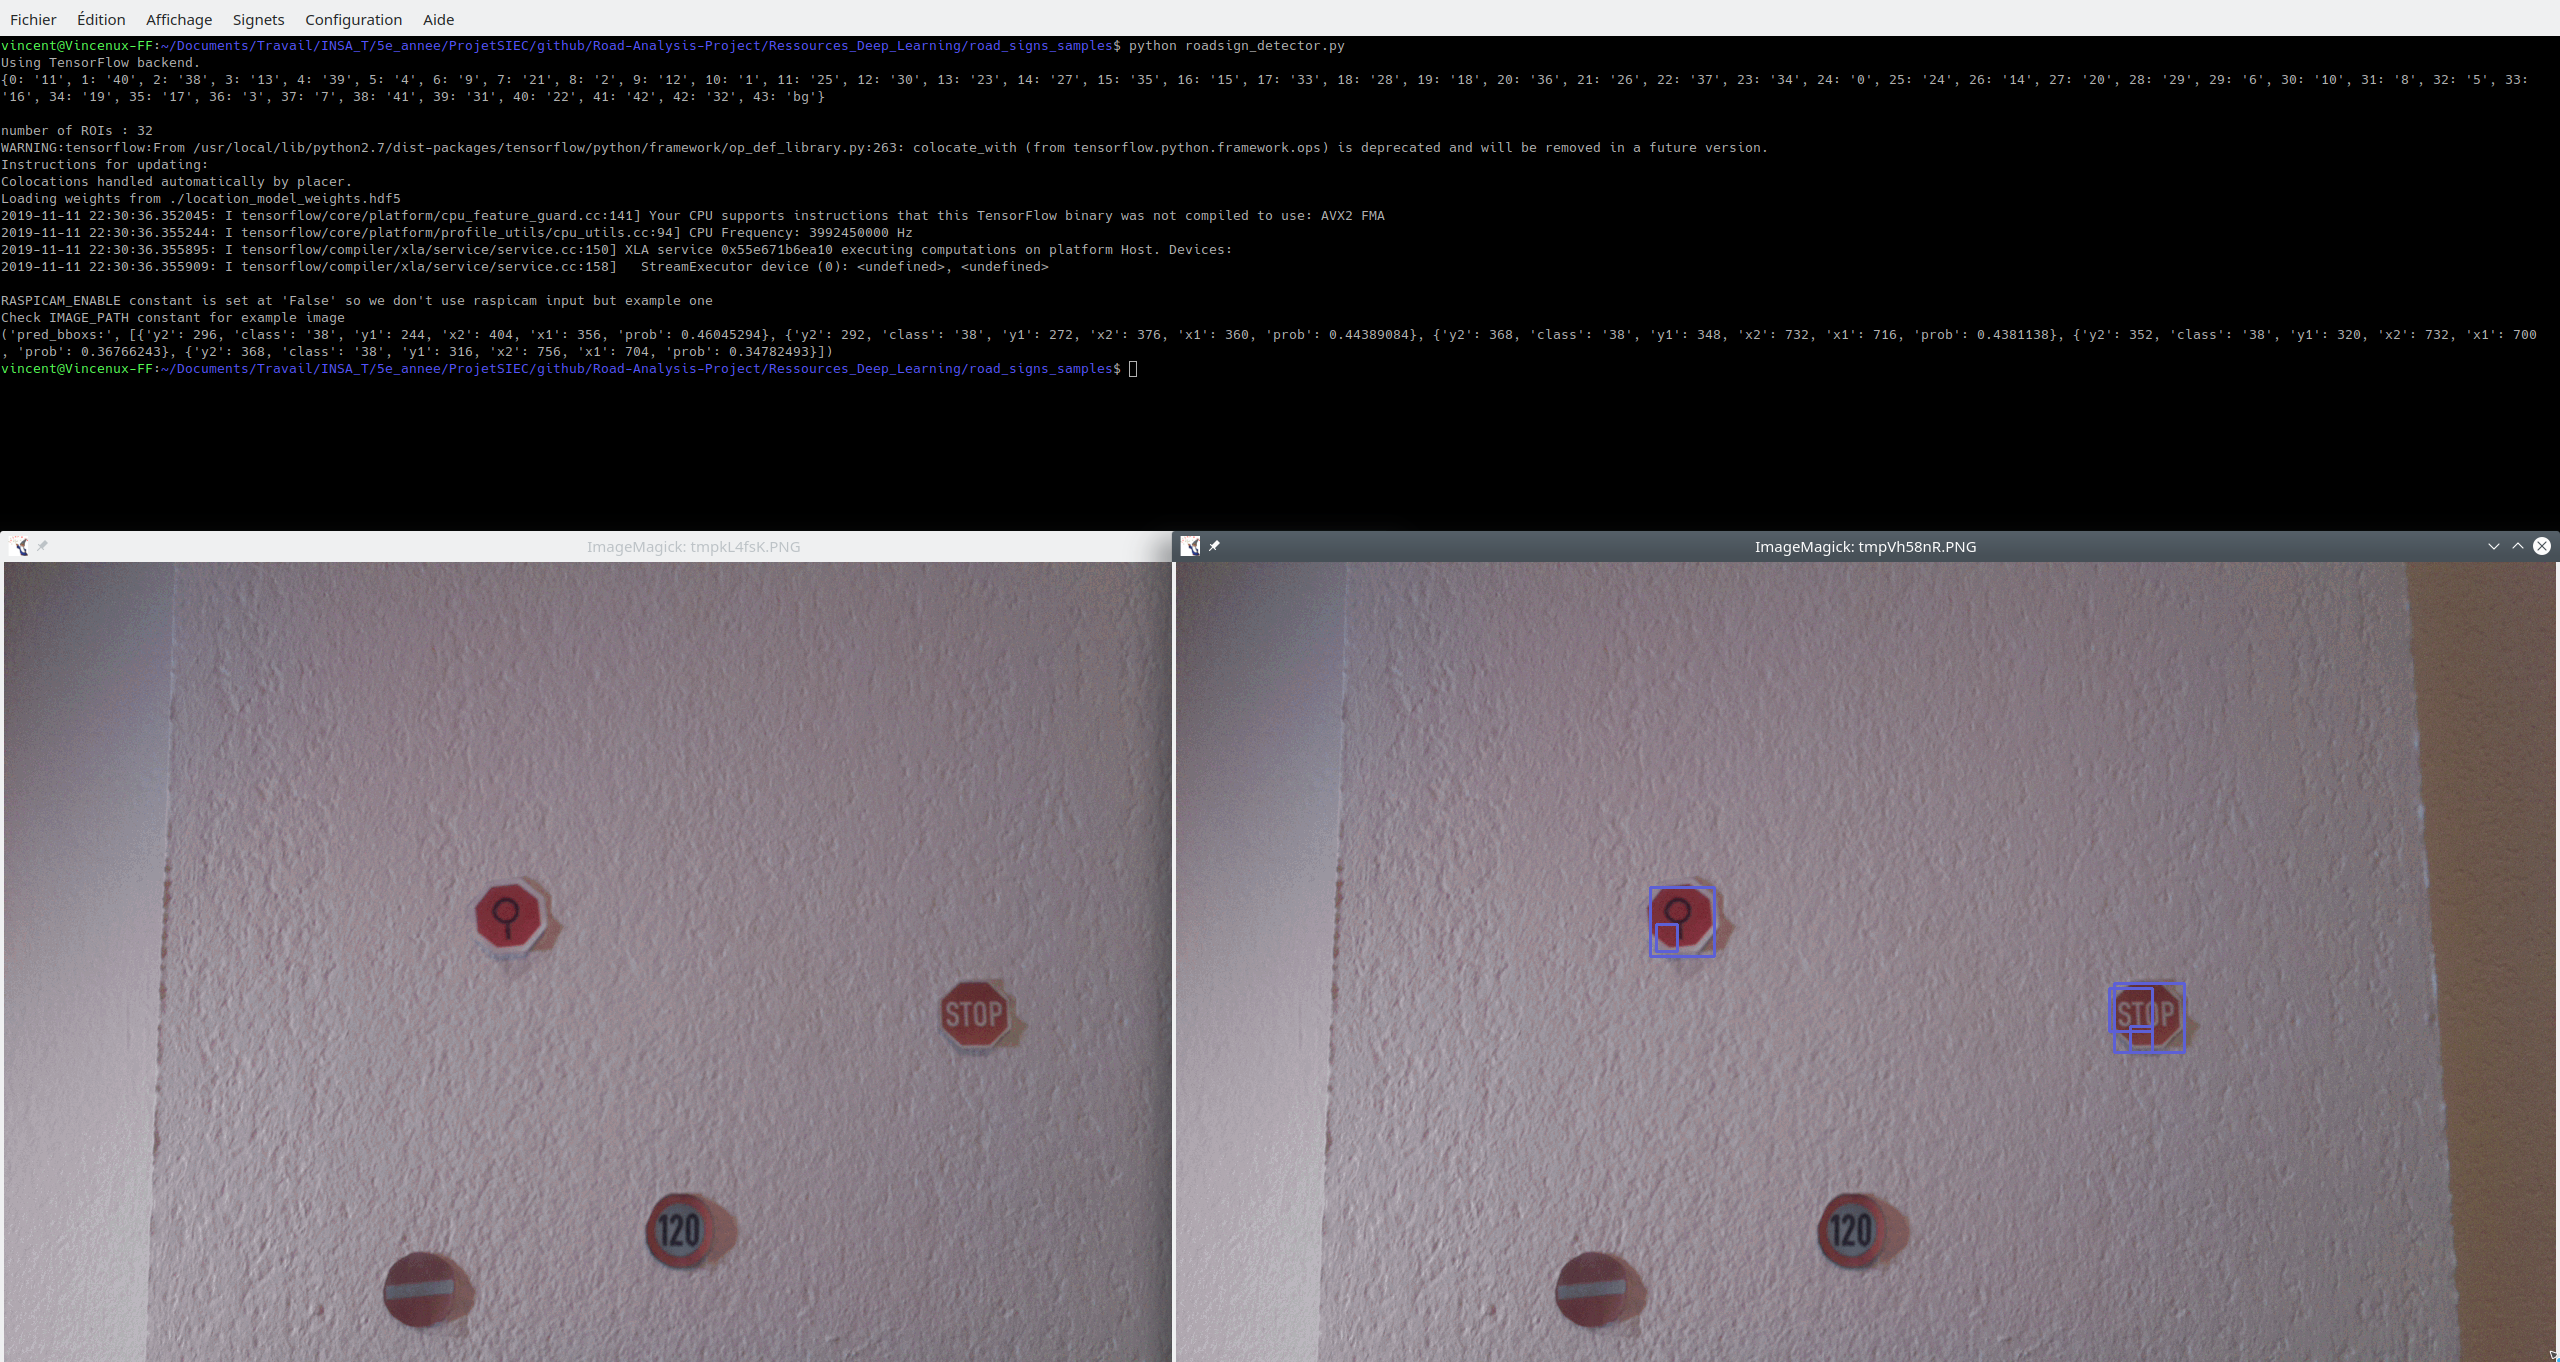 Fichier Édition Affichage Signets Configuration Aide
vincent@Vincenux-FF:~/Documents/Travail/INSA_T/5e_annee/ProjetSIEC/github/Road-Analysis-Project/Ressources_Deep_Learning/road_signs_samples$ python roadsign_detector.py
Using TensorFlow backend.
{0: '11', 1: '40', 2: '38', 3: '13', 4: '39', 5: '4', 6: '9', 7: '21', 8: '2', 9: '12', 10: '1', 11: '25', 12: '30', 13: '23', 14: '27', 15: '35', 16: '15', 17: '33', 18: '28', 19: '18', 20: '36', 21: '26', 22: '37', 23: '34', 24: '0', 25: '24', 26: '14', 27: '20', 28: '29', 29: '6', 30: '10', 31: '8', 32: '5', 33:
'16', 34: '19', 35: '17', 36: '3', 37: '7', 38: '41', 39: '31', 40: '22', 41: '42', 42: '32', 43: 'bg'}
number of ROIs : 32
WARNING:tensorflow:From /usr/local/lib/python2.7/dist-packages/tensorflow/python/framework/op_def_library.py:263: colocate_with (from tensorflow.python.framework.ops) is deprecated and will be removed in a future version.
Instructions for updating:
Colocations handled automatically by placer.
Loading weights from ./location_model_weights.hdf5
2019-11-11 22:30:36.352045: I tensorflow/core/platform/cpu_feature_guard.cc:141] Your CPU supports instructions that this TensorFlow binary was not compiled to use: AVX2 FMA
2019-11-11 22:30:36.355244: I tensorflow/core/platform/profile_utils/cpu_utils.cc:94] CPU Frequency: 3992450000 Hz
2019-11-11 22:30:36.355895: I tensorflow/compiler/xla/service/service.cc:150] XLA service 0x55e671b6ea10 executing computations on platform Host. Devices:
2019-11-11 22:30:36.355909: I tensorflow/compiler/xla/service/service.cc:158]   StreamExecutor device (0): <undefined>, <undefined>
RASPICAM_ENABLE constant is set at 'False' so we don't use raspicam input but example one
Check IMAGE_PATH constant for example image
('pred_bboxs:', [{'y2': 296, 'class': '38', 'y1': 244, 'x2': 404, 'x1': 356, 'prob': 0.46045294}, {'y2': 292, 'class': '38', 'y1': 272, 'x2': 376, 'x1': 360, 'prob': 0.44389084}, {'y2': 368, 'class': '38', 'y1': 348, 'x2': 732, 'x1': 716, 'prob': 0.4381138}, {'y2': 352, 'class': '38', 'y1': 320, 'x2': 732, 'x1': 700
, 'prob': 0.36766243}, {'y2': 368, 'class': '38', 'y1': 316, 'x2': 756, 'x1': 704, 'prob': 0.34782493}])
vincent@Vincenux-FF:~/Documents/Travail/INSA_T/5e_annee/ProjetSIEC/github/Road-Analysis-Project/Ressources_Deep_Learning/road_signs_samples$
ImageMagick: tmpkL4fsK.PNG
STOP
120
ImageMagick: tmpVh58nR.PNG
STOP
120